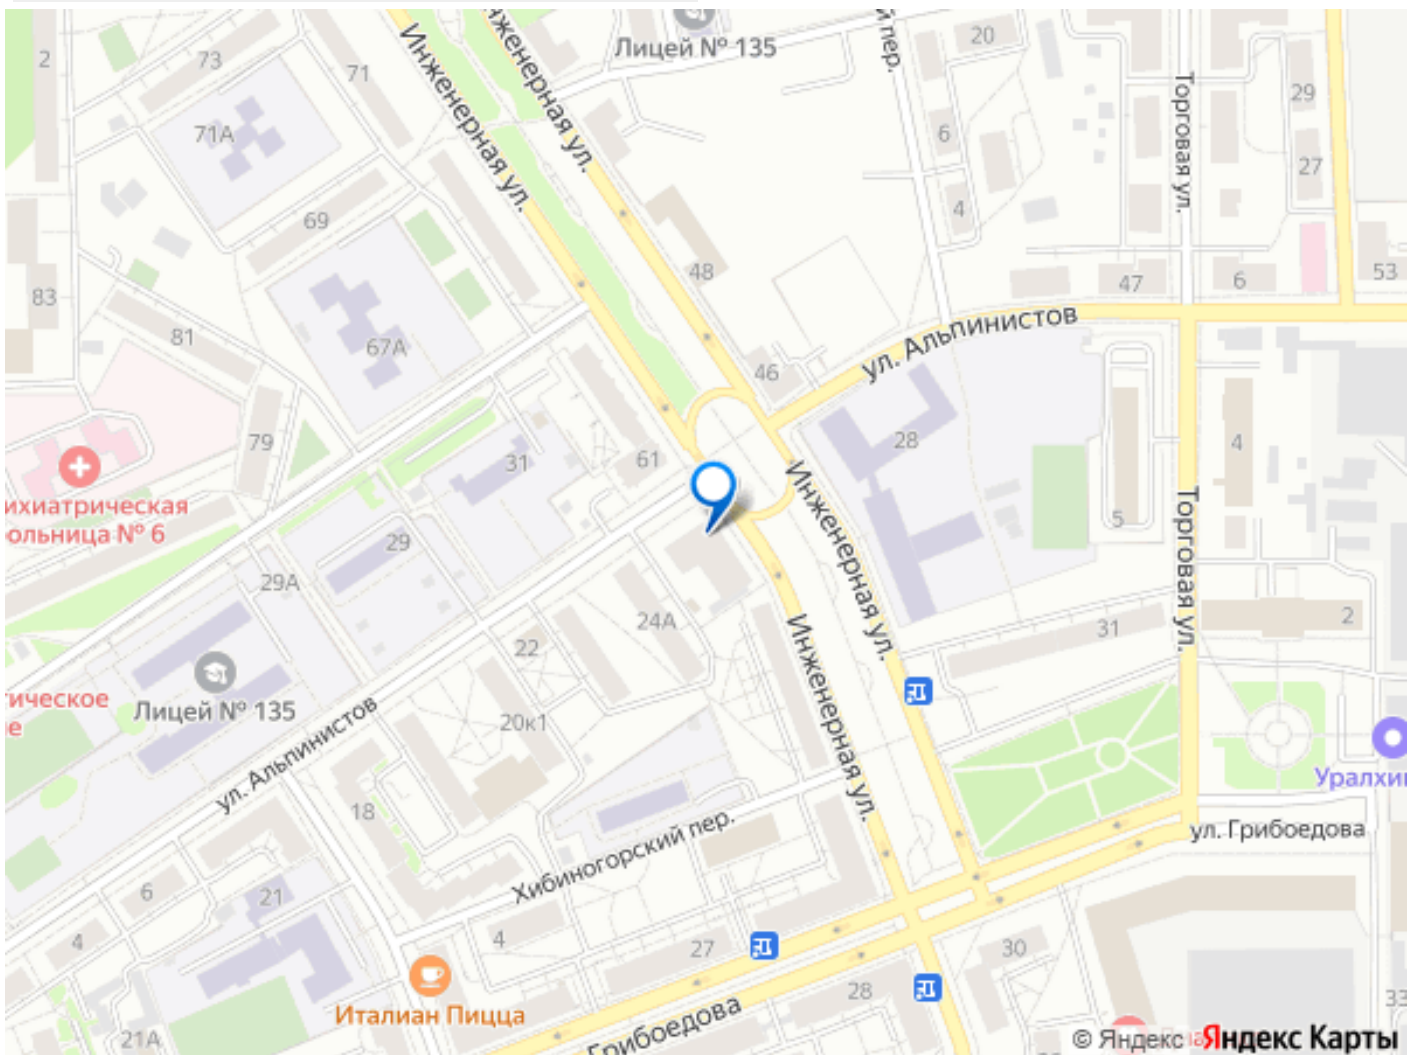 2
73
71
71А
69
83
81
67А
79
Инженерная ул.
Инженерная ул.
Лицей № 135
й пер.
20
6
4
Торговая ул.
29
27
53
6
47
48
46
ул. Альпинистов
28
4
5
31
61
ихиатрическая
ольница № 6
29
29А
24А
22
20к1
18
Лицей № 135
тическое
е
ул. Альпинистов
Инженерная ул.
Инженерная ул.
Торговая ул.
31
2
Уралхи
ул. Грибоедова
Хибиногорский пер.
6
4
21
21А
4
27
30
28
33
Италиан Пицца
Грибоедова
© Яндекс Яндекс Карты